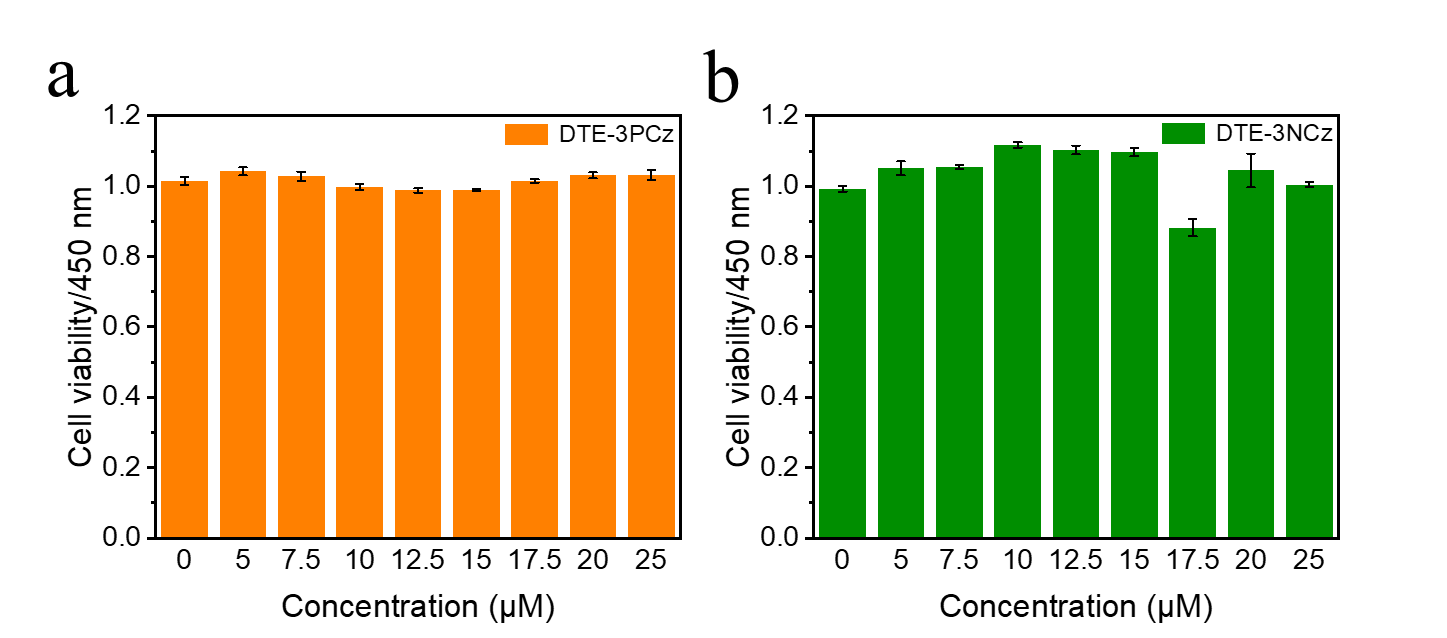 a
1.2
1.0
0.8
0.6
0.4
0.2
0.0
Cell viability/450 nm
DTE-3PCz
0 5 7.5 10 12.5 15 17.5 20 25
Concentration (µM)
b
1.2
1.0
0.8
0.6
0.4
0.2
0.0
Cell viability/450 nm
DTE-3NCz
0 5 7.5 10 12.5 15 17.5 20 25
Concentration (µM)